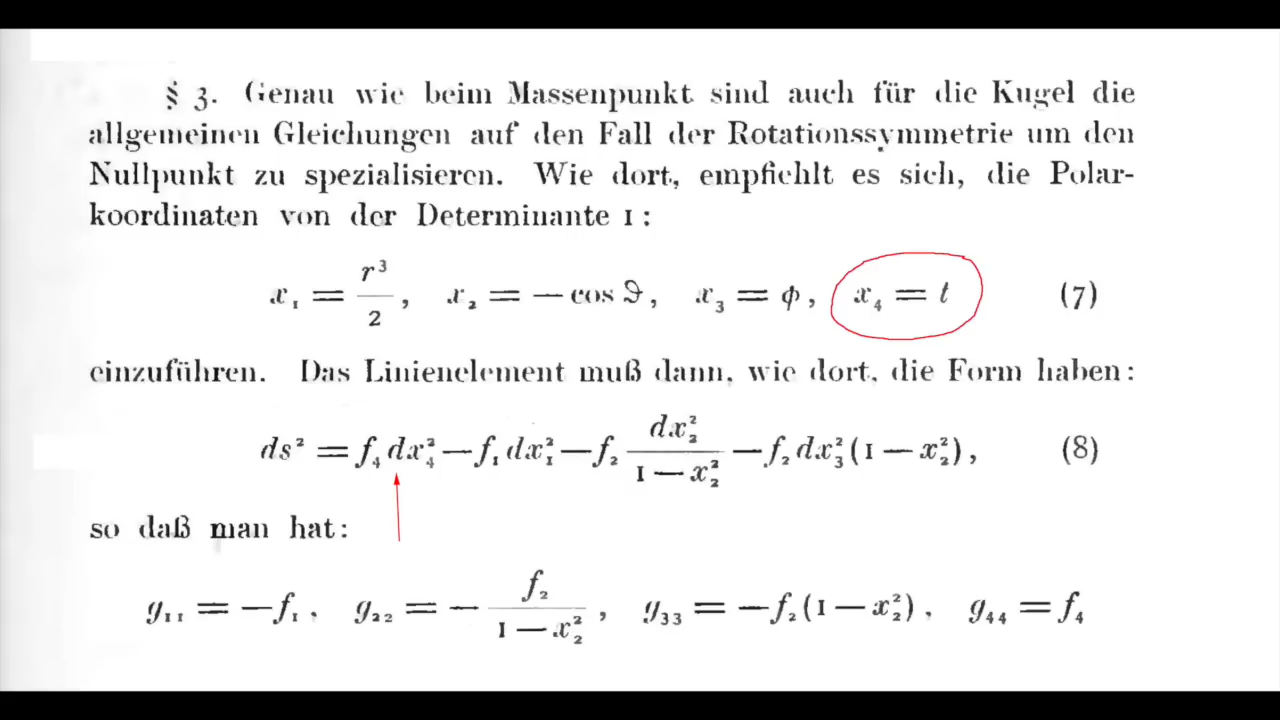 § 3. Genau wie beim Massenpunkt sind auch für die Kugel die
allgemeinen Gleichungen auf den Fall der Rotationssymmetrie um den
Nullpunkt zu spezialisieren. Wie dort, empfiehlt es sich, die Polar-
koordinaten von der Determinante 1:
x₁ = r³/2, x₂ = — cos ϑ, x₃ = ϕ, x₄ = t (7)
einzuführen. Das Linienelement muß dann, wie dort, die Form haben:
ds² = f₄dx₄² — f₁dx₁² — f₂ dx₂²/(1 — x₂²) — f₂dx₃²(1 — x₂²), (8)
so daß man hat:
g₁₁ = —f₁, g₂₂ = — f₂/(1 — x₂²), g₃₃ = —f₂(1 — x₂²), g₄₄ = f₄